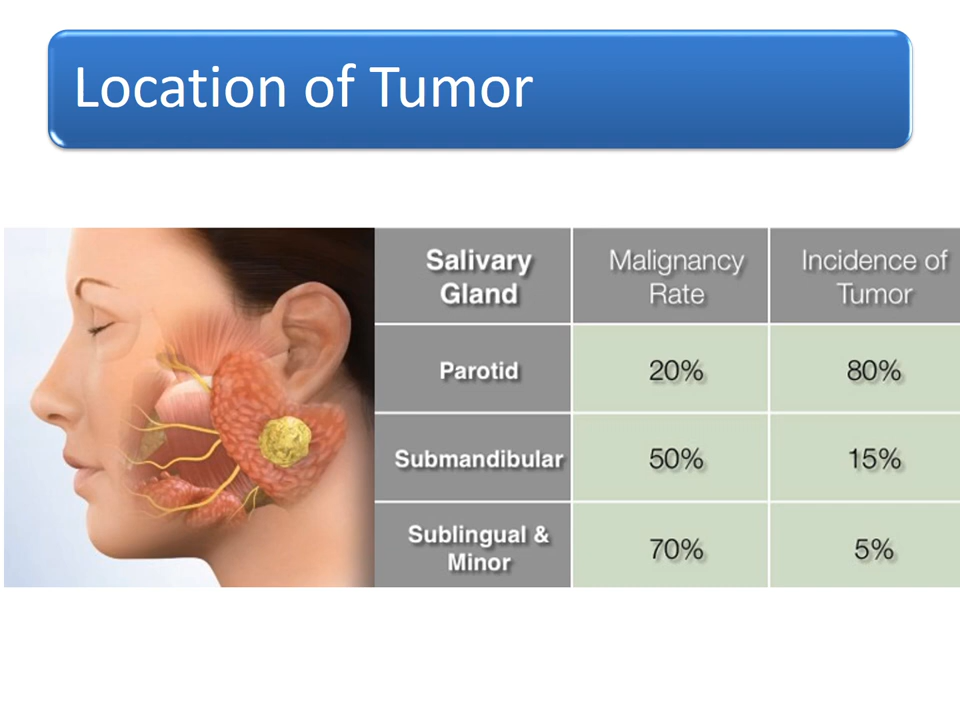 Location of Tumor
Salivary
Gland
Malignancy
Rate
Incidence of
Tumor
Parotid
20%
80%
Submandibular
50%
15%
Sublingual &
Minor
70%
5%